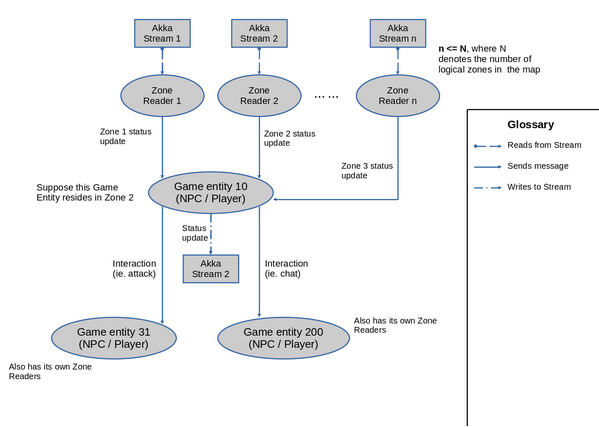 Akka
Stream 1
Akka
Stream 2
Akka
Stream n
n <= N, where N
denotes the number of
logical zones in the map
Zone
Reader 1
Zone
Reader 2
... ...
Zone
Reader n
Glossary
Reads from Stream
Sends message
Writes to Stream
Zone 1 status
update
Zone 2 status
update
Zone 3 status
update
Suppose this Game
Entity resides in Zone 2
Game entity 10
(NPC / Player)
Status
update
Interaction
(ie. attack)
Akka
Stream 2
Interaction
(ie. chat)
Game entity 31
(NPC / Player)
Game entity 200
(NPC / Player)
Also has its own Zone
Readers
Also has its own Zone
Readers